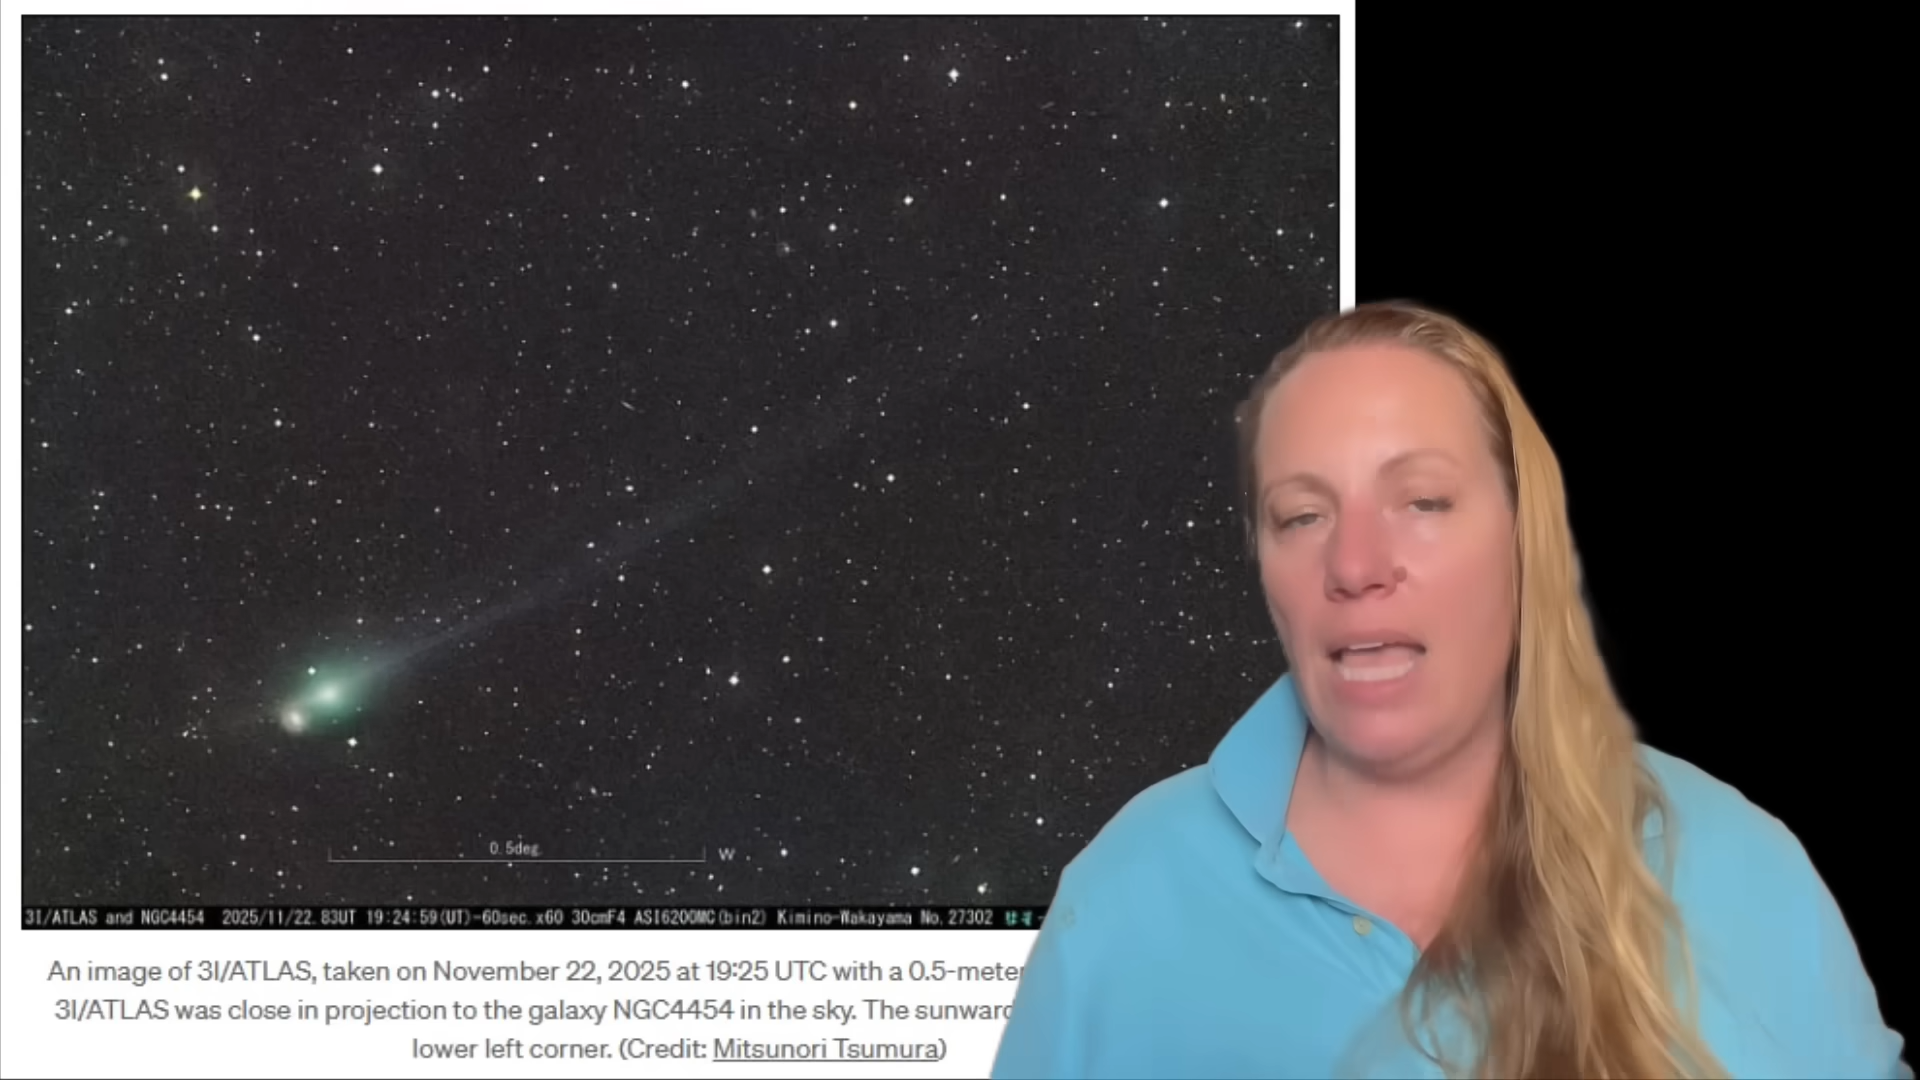 0.5deg.
W
3I/ATLAS and NGC4454 2025/11/22.83UT 19:24:59(UT)-60sec.x60 30cmF4 ASI6200MC(bin2) Kimino-Wakayama No.27302
An image of 3I/ATLAS, taken on November 22, 2025 at 19:25 UTC with a 0.5-meter
3I/ATLAS was close in projection to the galaxy NGC4454 in the sky. The sunward
lower left corner. (Credit: Mitsunori Tsumura)